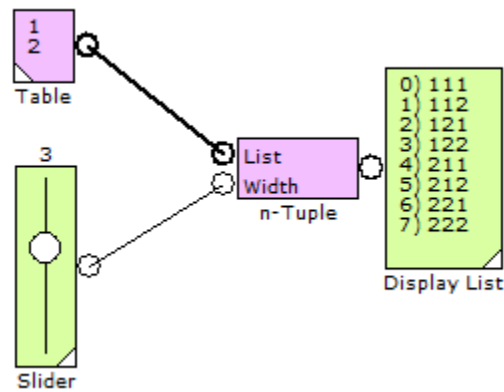 1
2
Table
3
Slider
List
Width
n-Tuple
0) 111
1) 112
2) 121
3) 122
4) 211
5) 212
6) 221
7) 222
Display List